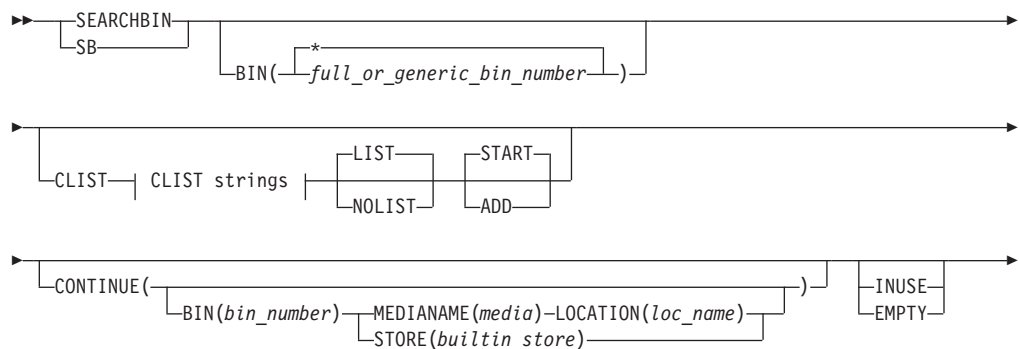 SEARCHBIN
SB
*
BIN( full_or_generic_bin_number )
LIST START
CLIST CLIST strings
NOLIST ADD
CONTINUE( ) INUSE
BIN(bin_number) MEDIANAME(media) LOCATION(loc_name) EMPTY
STORE(builtin store)